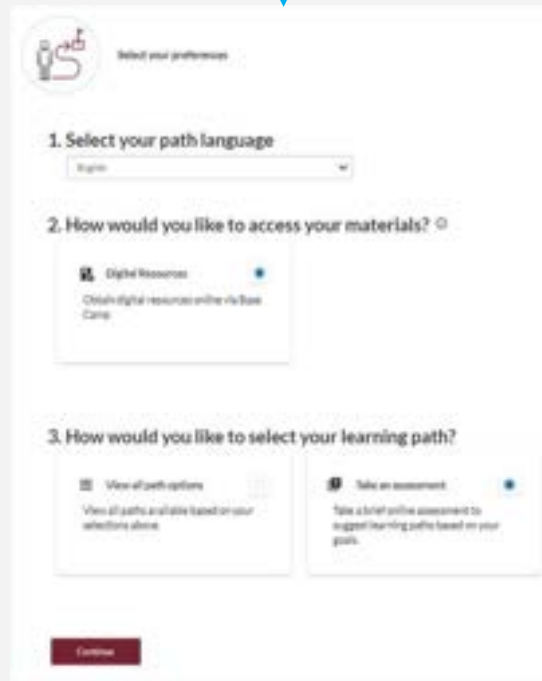 Select your preferences
1. Select your path language
English
2. How would you like to access your materials?
Digital Resources
Obtain digital resources online via Base
Camp
3. How would you like to select your learning path?
View all path options
View all paths available based on your
selections above.
Take an assessment
Take a brief online assessment to
suggest learning paths based on your
goals.
Continue